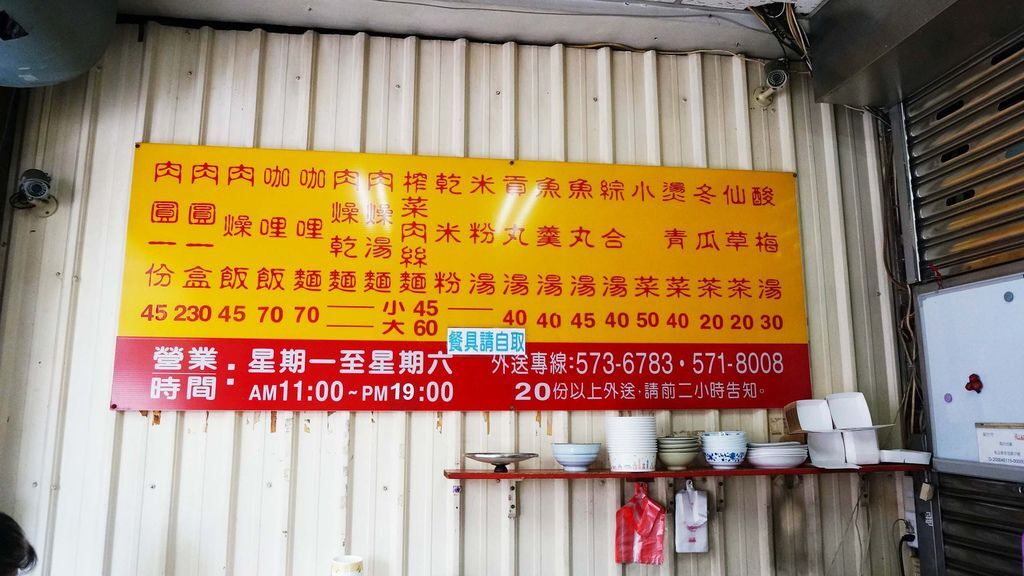 肉圓一份
肉圓一盒
肉燥飯
咖哩飯
咖哩麵
肉燥乾麵
肉燥湯麵
榨菜肉絲麵
乾米粉
米粉湯
貢丸湯
魚羹湯
魚丸湯
綜合湯
小菜
燙青菜
冬瓜茶
仙草茶
酸梅湯
45 230 45 70 70 小 45 40 40 45 40 50 40 20 20 30
大 60
餐具請自取
營業時間：星期一至星期六
AM11:00~PM19:00
外送專線:573-6783・571-8008
20份以上外送，請前二小時告知。